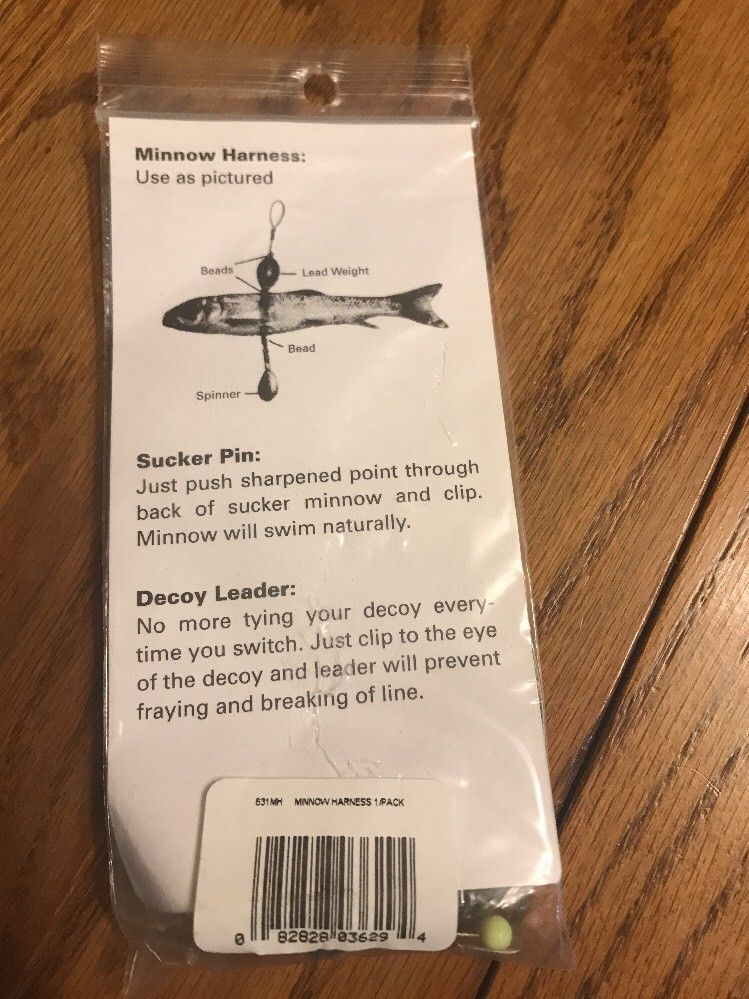 Minnow Harness:
Use as pictured
Beads
Lead Weight
Bead
Spinner
Sucker Pin:
Just push sharpened point through
back of sucker minnow and clip.
Minnow will swim naturally.
Decoy Leader:
No more tying your decoy every-
time you switch. Just clip to the eye
of the decoy and leader will prevent
fraying and breaking of line.
631MH MINNOW HARNESS 1/PACK
0 82828 03629 4